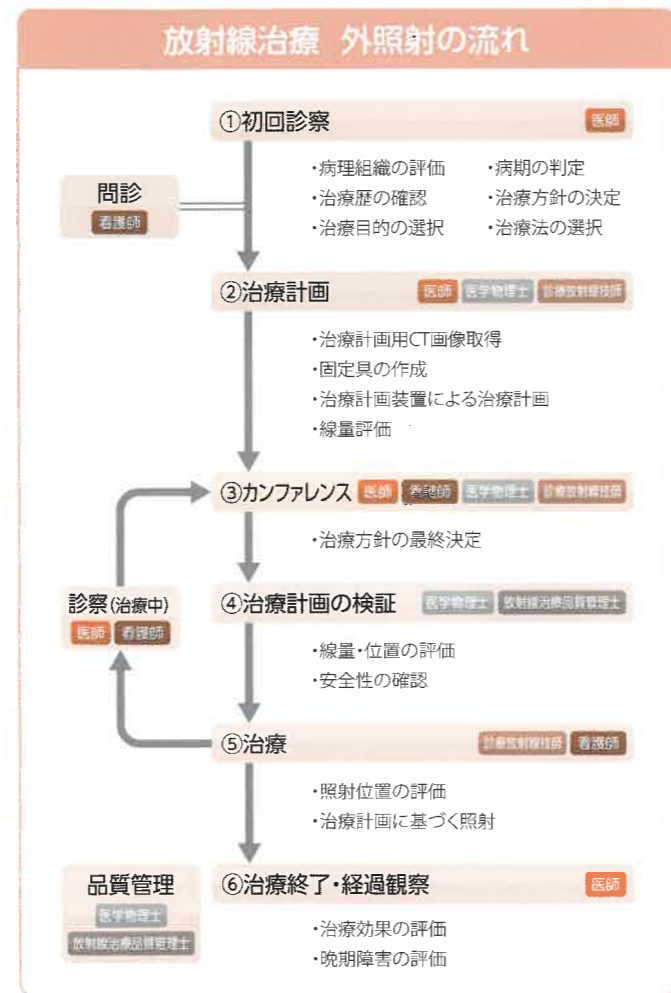 放射線治療 外照射の流れ
①初回診察 医師
・病理組織の評価 ・病期の判定
・治療歴の確認 ・治療方針の決定
・治療目的の選択 ・治療法の選択
問診
看護師
②治療計画 医師 医学物理士 診療放射線技師
・治療計画用CT画像取得
・固定具の作成
・治療計画装置による治療計画
・線量評価
③カンファレンス 医師 看護師 医学物理士 診療放射線技師
・治療方針の最終決定
診察(治療中)
医師 看護師
④治療計画の検証 医学物理士 放射線治療品質管理士
・線量・位置の評価
・安全性の確認
⑤治療 診療放射線技師 看護師
・照射位置の評価
・治療計画に基づく照射
品質管理
医学物理士
放射線治療品質管理士
⑥治療終了・経過観察 医師
・治療効果の評価
・晩期障害の評価